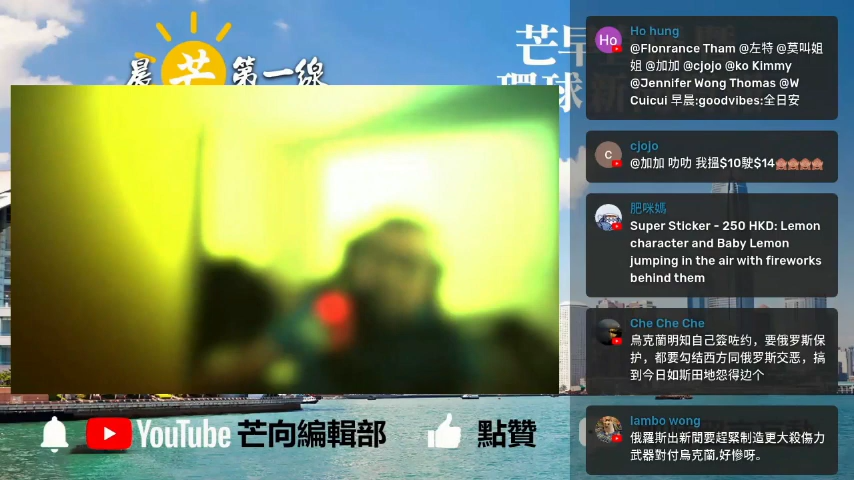 晨芒第一線
芒早
環球新
Ho hung
@Flonrance Tham @左特 @莫叫姐
姐 @加加 @cjojo @ko Kimmy
@Jennifer Wong Thomas @W
Cuicui 早晨:goodvibes:全日安
cjojo
@加加 叻叻 我搵$10駛$14🙈🙈🙈🙈
肥咪媽
Super Sticker - 250 HKD: Lemon
character and Baby Lemon
jumping in the air with fireworks
behind them
Che Che Che
烏克蘭明知自己簽咗约，要俄罗斯保
护，都要勾结西方同俄罗斯交恶，搞
到今日如斯田地怨得边个
lambo wong
俄羅斯出新聞要趕緊制造更大殺傷力
武器對付烏克蘭,好慘呀。
YouTube 芒向編輯部 點贊